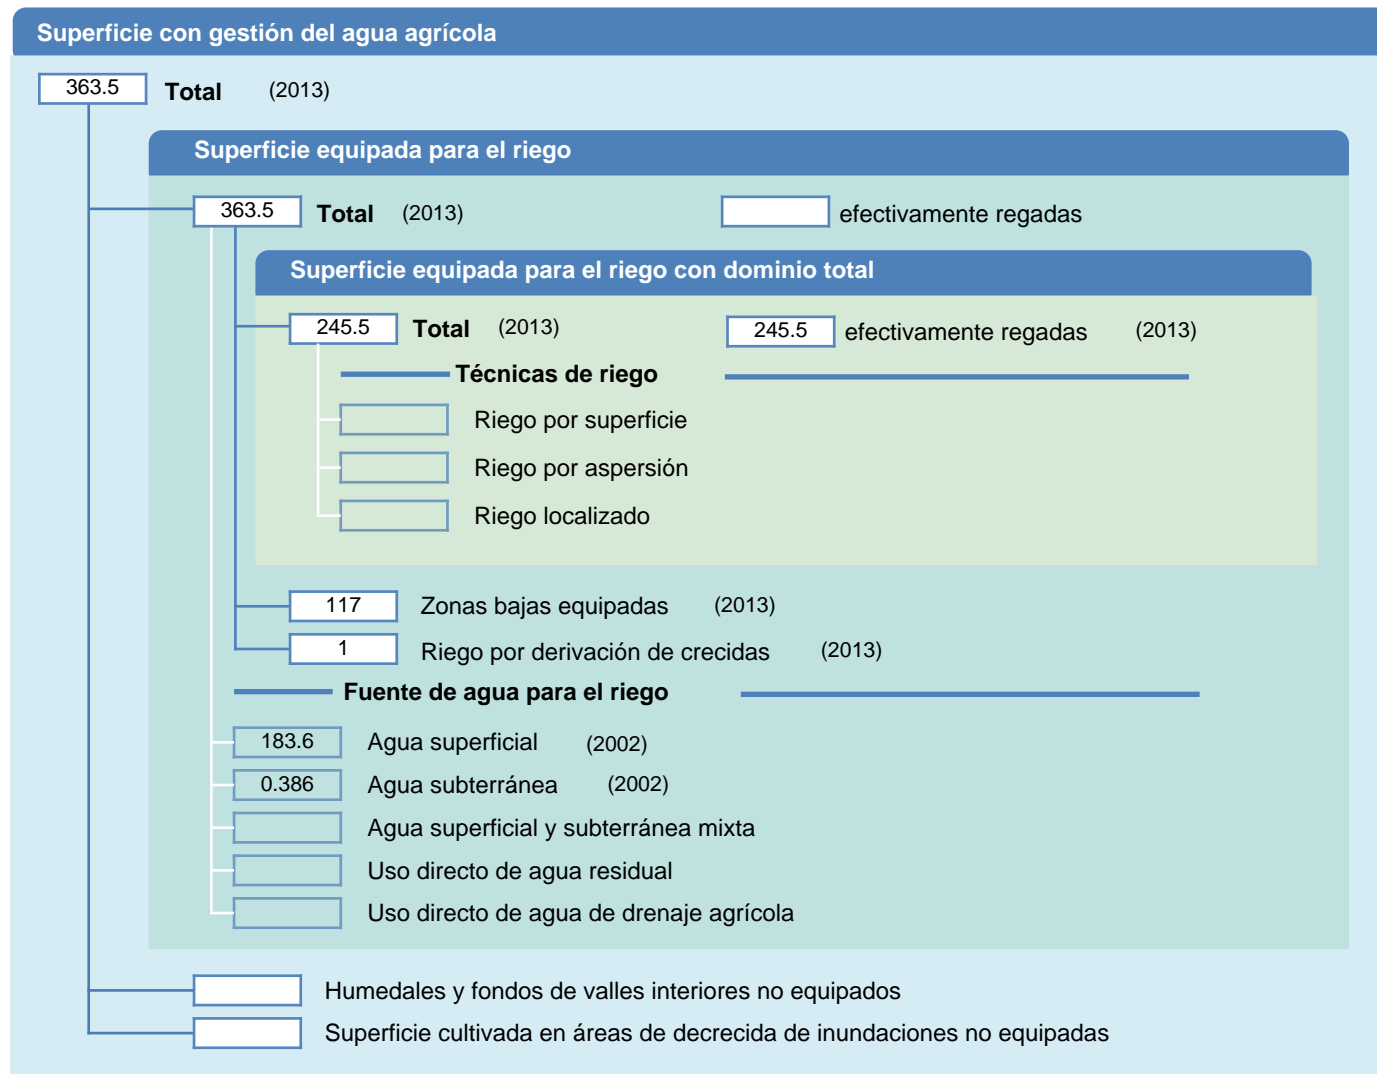 Superficie con gestión del agua agrícola
363.5 Total (2013)
Superficie equipada para el riego
363.5 Total (2013) efectivamente regadas
Superficie equipada para el riego con dominio total
245.5 Total (2013) 245.5 efectivamente regadas (2013)
Técnicas de riego
Riego por superficie
Riego por aspersión
Riego localizado
117 Zonas bajas equipadas (2013)
1 Riego por derivación de crecidas (2013)
Fuente de agua para el riego
183.6 Agua superficial (2002)
0.386 Agua subterránea (2002)
Agua superficial y subterránea mixta
Uso directo de agua residual
Uso directo de agua de drenaje agrícola
Humedales y fondos de valles interiores no equipados
Superficie cultivada en áreas de decrecida de inundaciones no equipadas